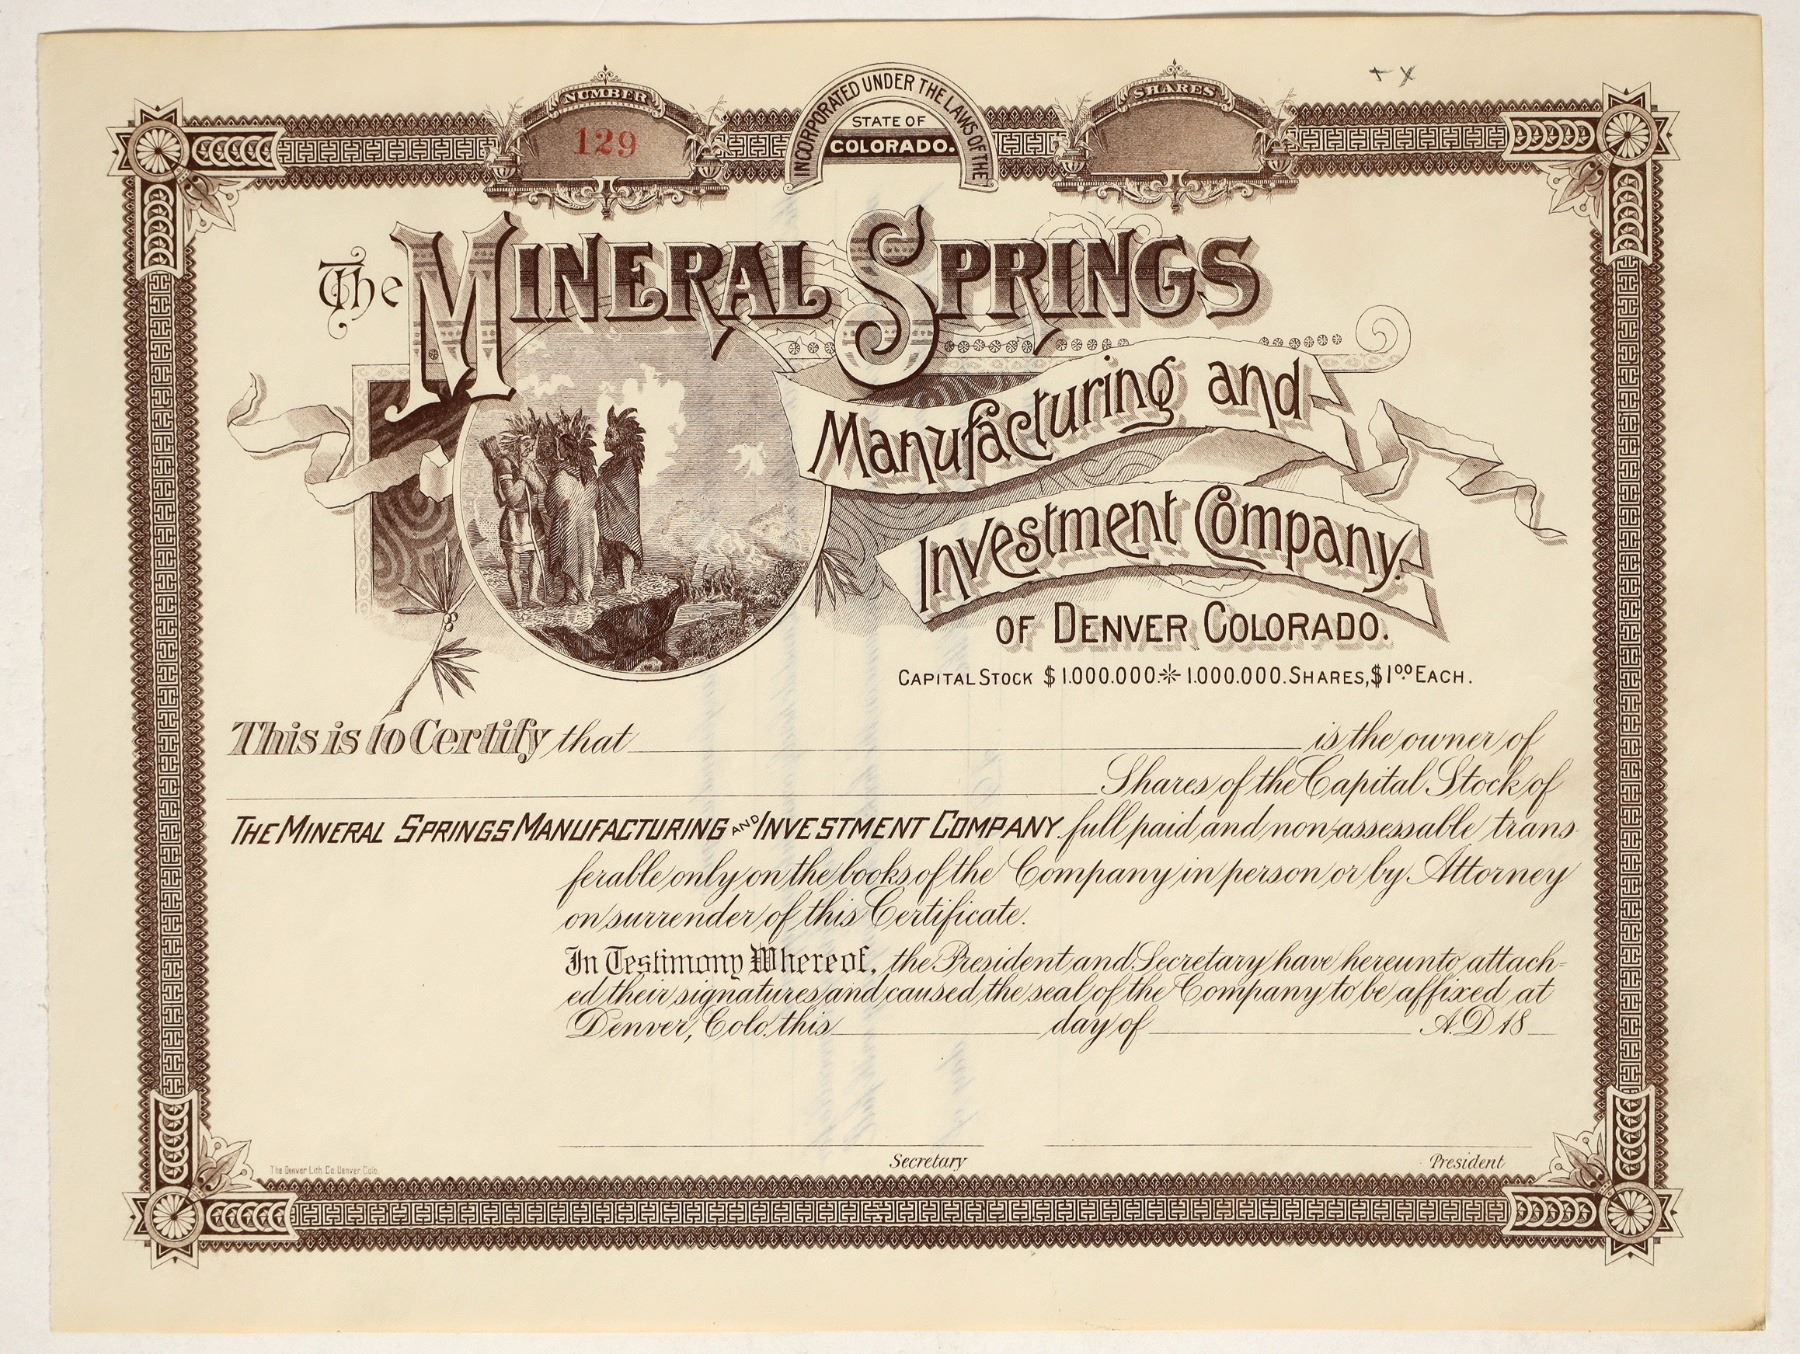 NUMBER
129
INCORPORATED UNDER THE LAWS OF THE
STATE OF
COLORADO.
SHARES
The MINERAL SPRINGS
Manufacturing and
Investment Company.
OF DENVER COLORADO.
CAPITAL STOCK $1.000.000.※1.000.000.SHARES,$1.00 EACH.
This is to Certify that ____ is the owner of
____ Shares of the Capital Stock of
THE MINERAL SPRINGS MANUFACTURING AND INVESTMENT COMPANY full paid and non-assessable trans-
ferable only on the books of the Company in person or by Attorney
on surrender of this Certificate.
In Testimony Whereof, the President and Secretary have hereunto attach-
ed their signatures and caused the seal of the Company to be affixed at
Denver, Colo. this ____ day of ____ A.D 18__
Secretary
President
The Denver Lith. Co. Denver, Colo.